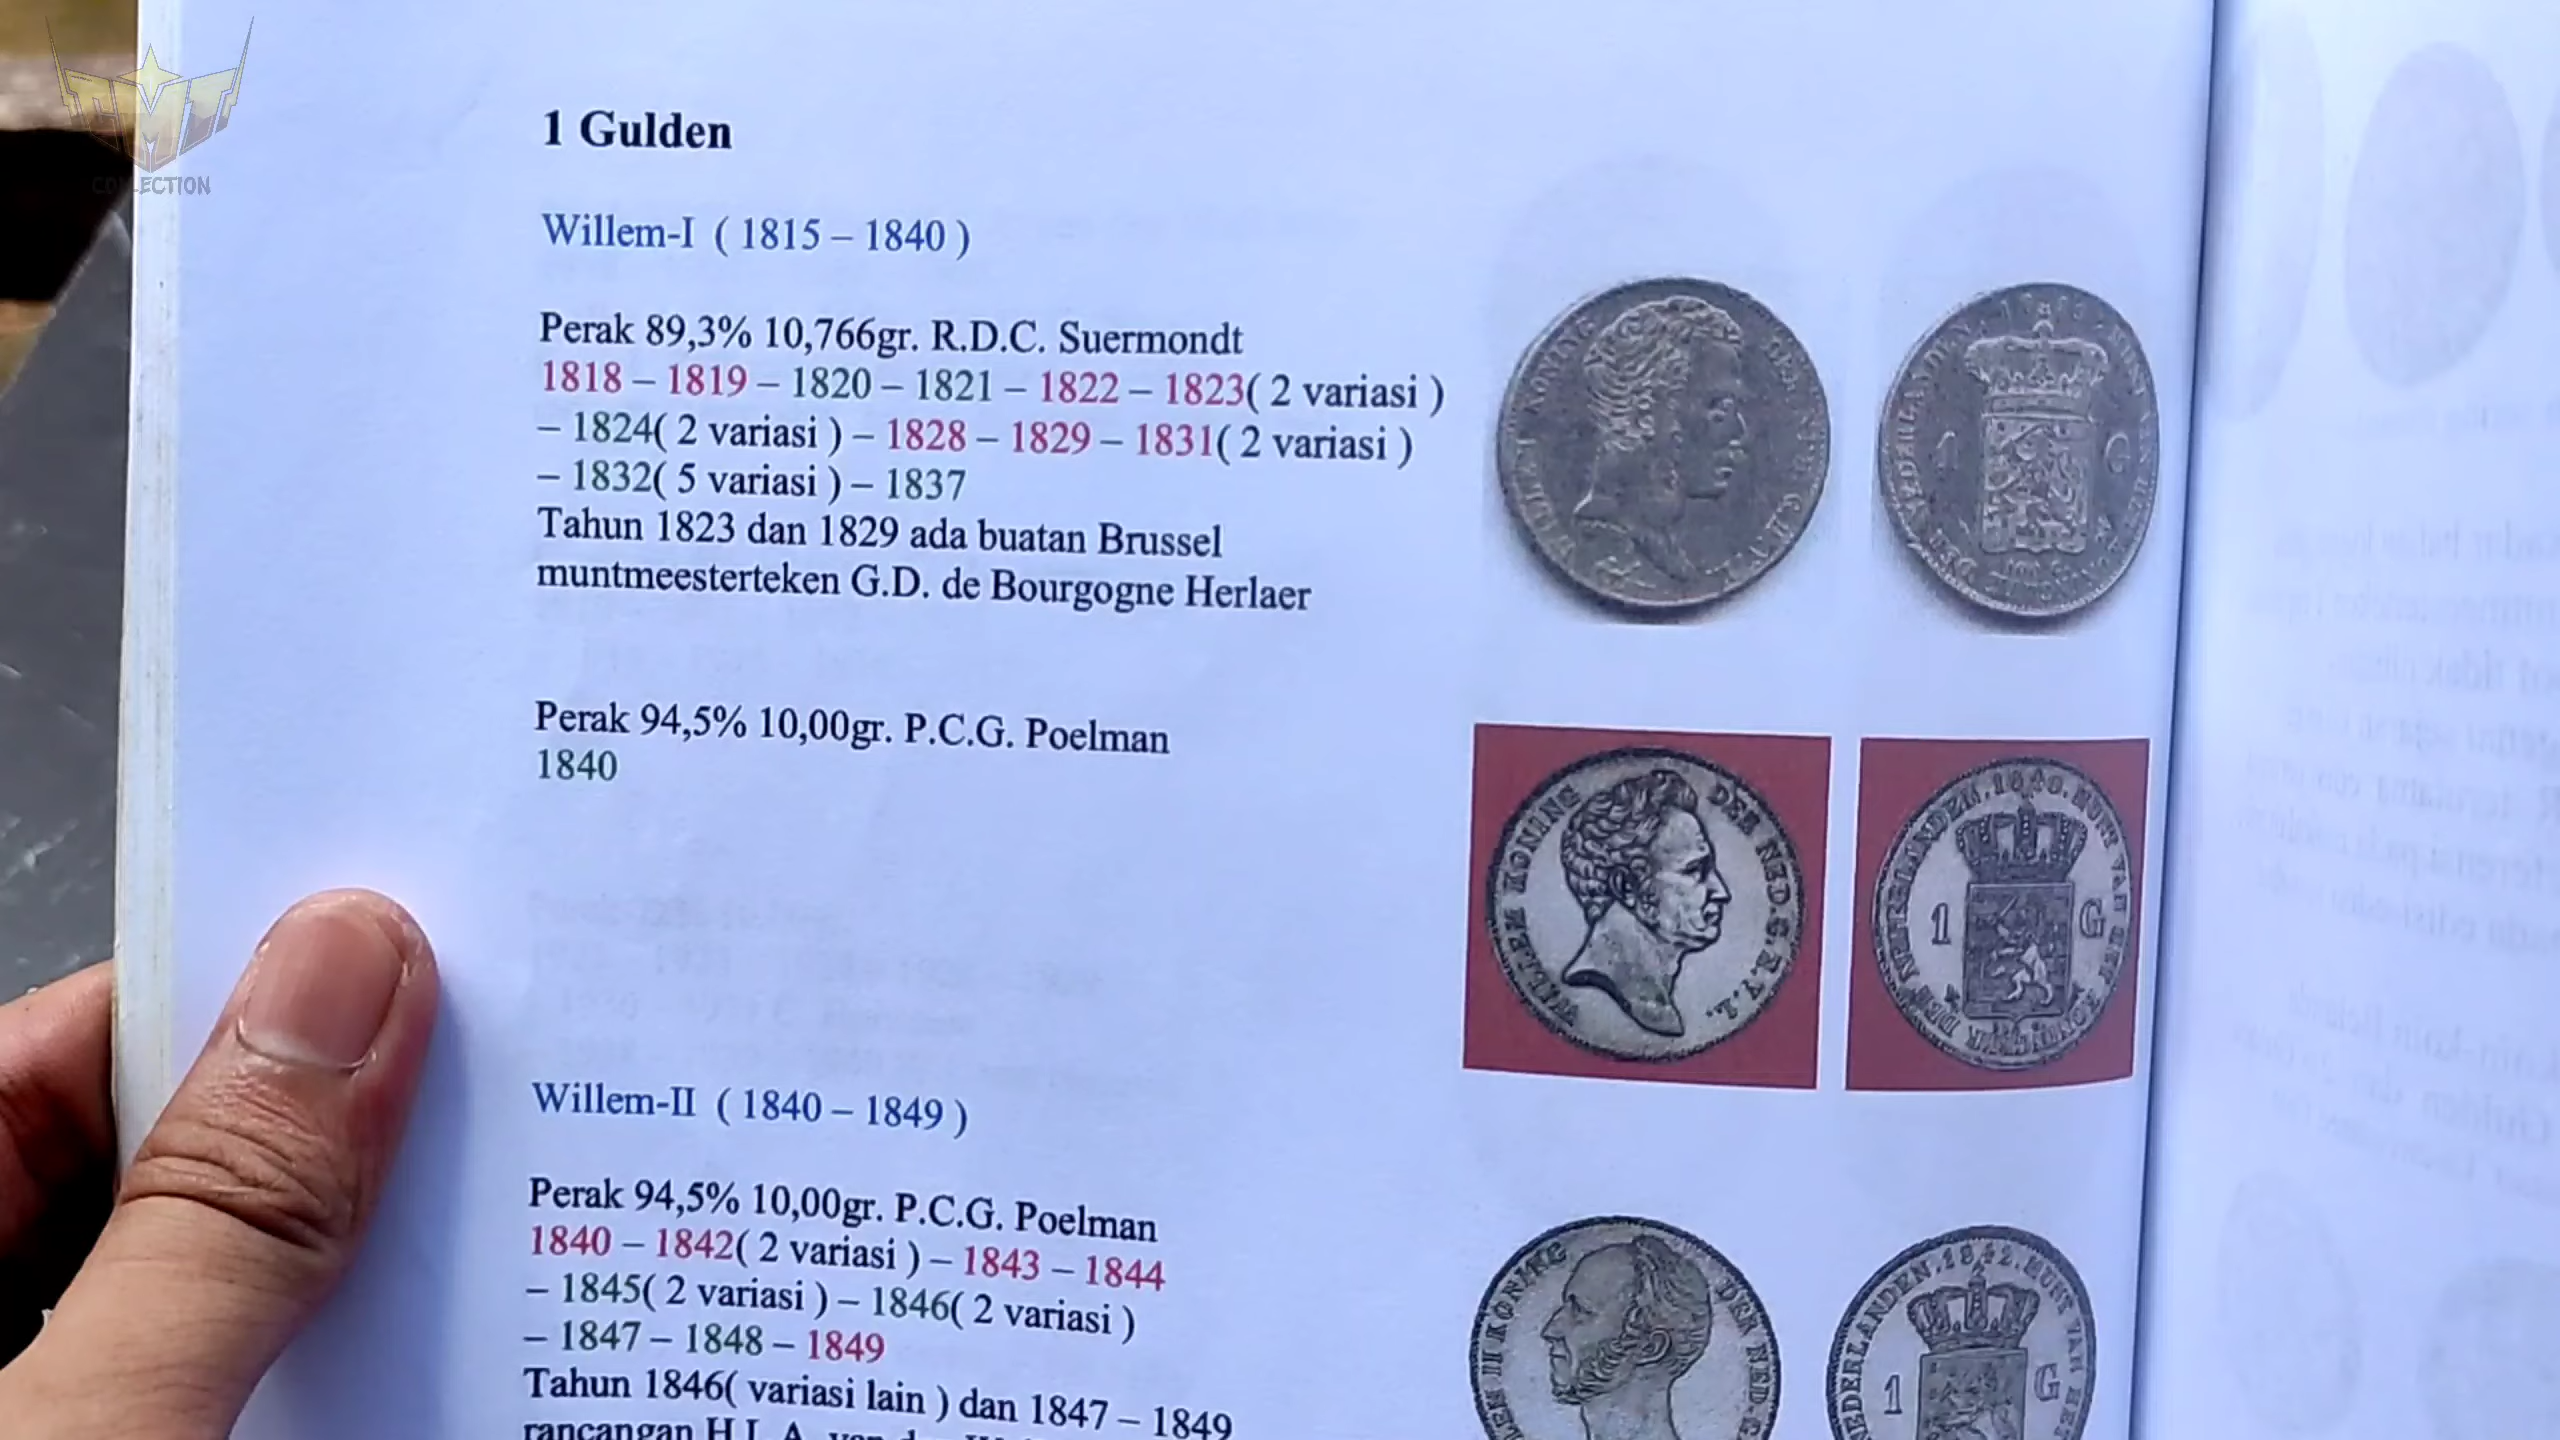 COLLECTION
1 Gulden
Willem-I ( 1815 – 1840 )
Perak 89,3% 10,766gr. R.D.C. Suermondt
1818 – 1819 – 1820 – 1821 – 1822 – 1823( 2 variasi )
– 1824( 2 variasi ) – 1828 – 1829 – 1831( 2 variasi )
– 1832( 5 variasi ) – 1837
Tahun 1823 dan 1829 ada buatan Brussel
muntmeesterteken G.D. de Bourgogne Herlaer
Perak 94,5% 10,00gr. P.C.G. Poelman
1840
WILLEM KONING DER NED. G.H.V.L.
DER NEDERLANDEN. 1840. MUNT VAN HET KONINGR.
1 G
Willem-II ( 1840 – 1849 )
Perak 94,5% 10,00gr. P.C.G. Poelman
1840 – 1842( 2 variasi ) – 1843 – 1844
– 1845( 2 variasi ) – 1846( 2 variasi )
– 1847 – 1848 – 1849
Tahun 1846( variasi lain ) dan 1847 – 1849
rancangan H.I. A. van der
II KONING DER NED.
NEDERLANDEN. 1842. MUNT VAN HET
1 G